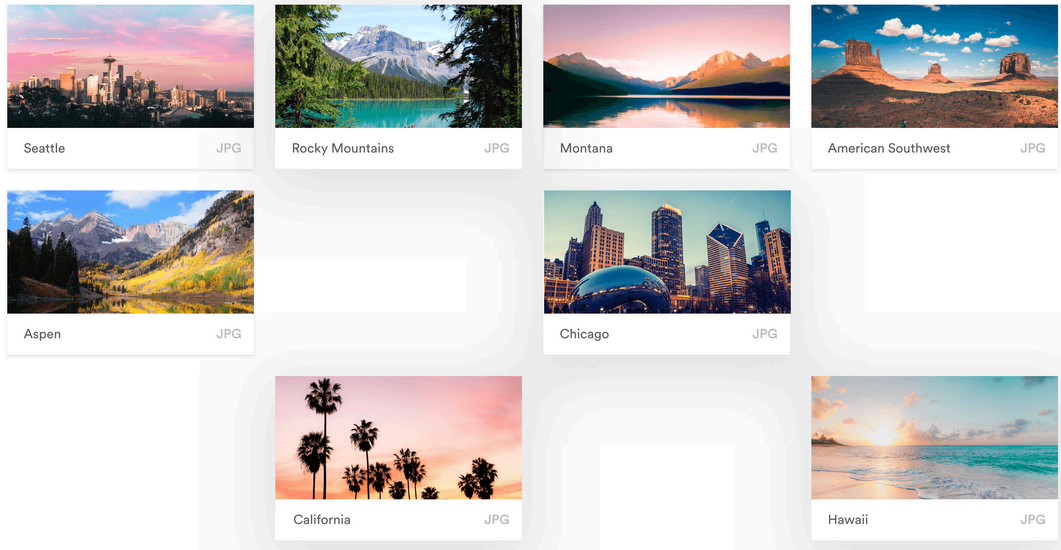 Seattle JPG
Rocky Mountains JPG
Montana JPG
American Southwest JPG
Aspen JPG
Chicago JPG
California JPG
Hawaii JPG